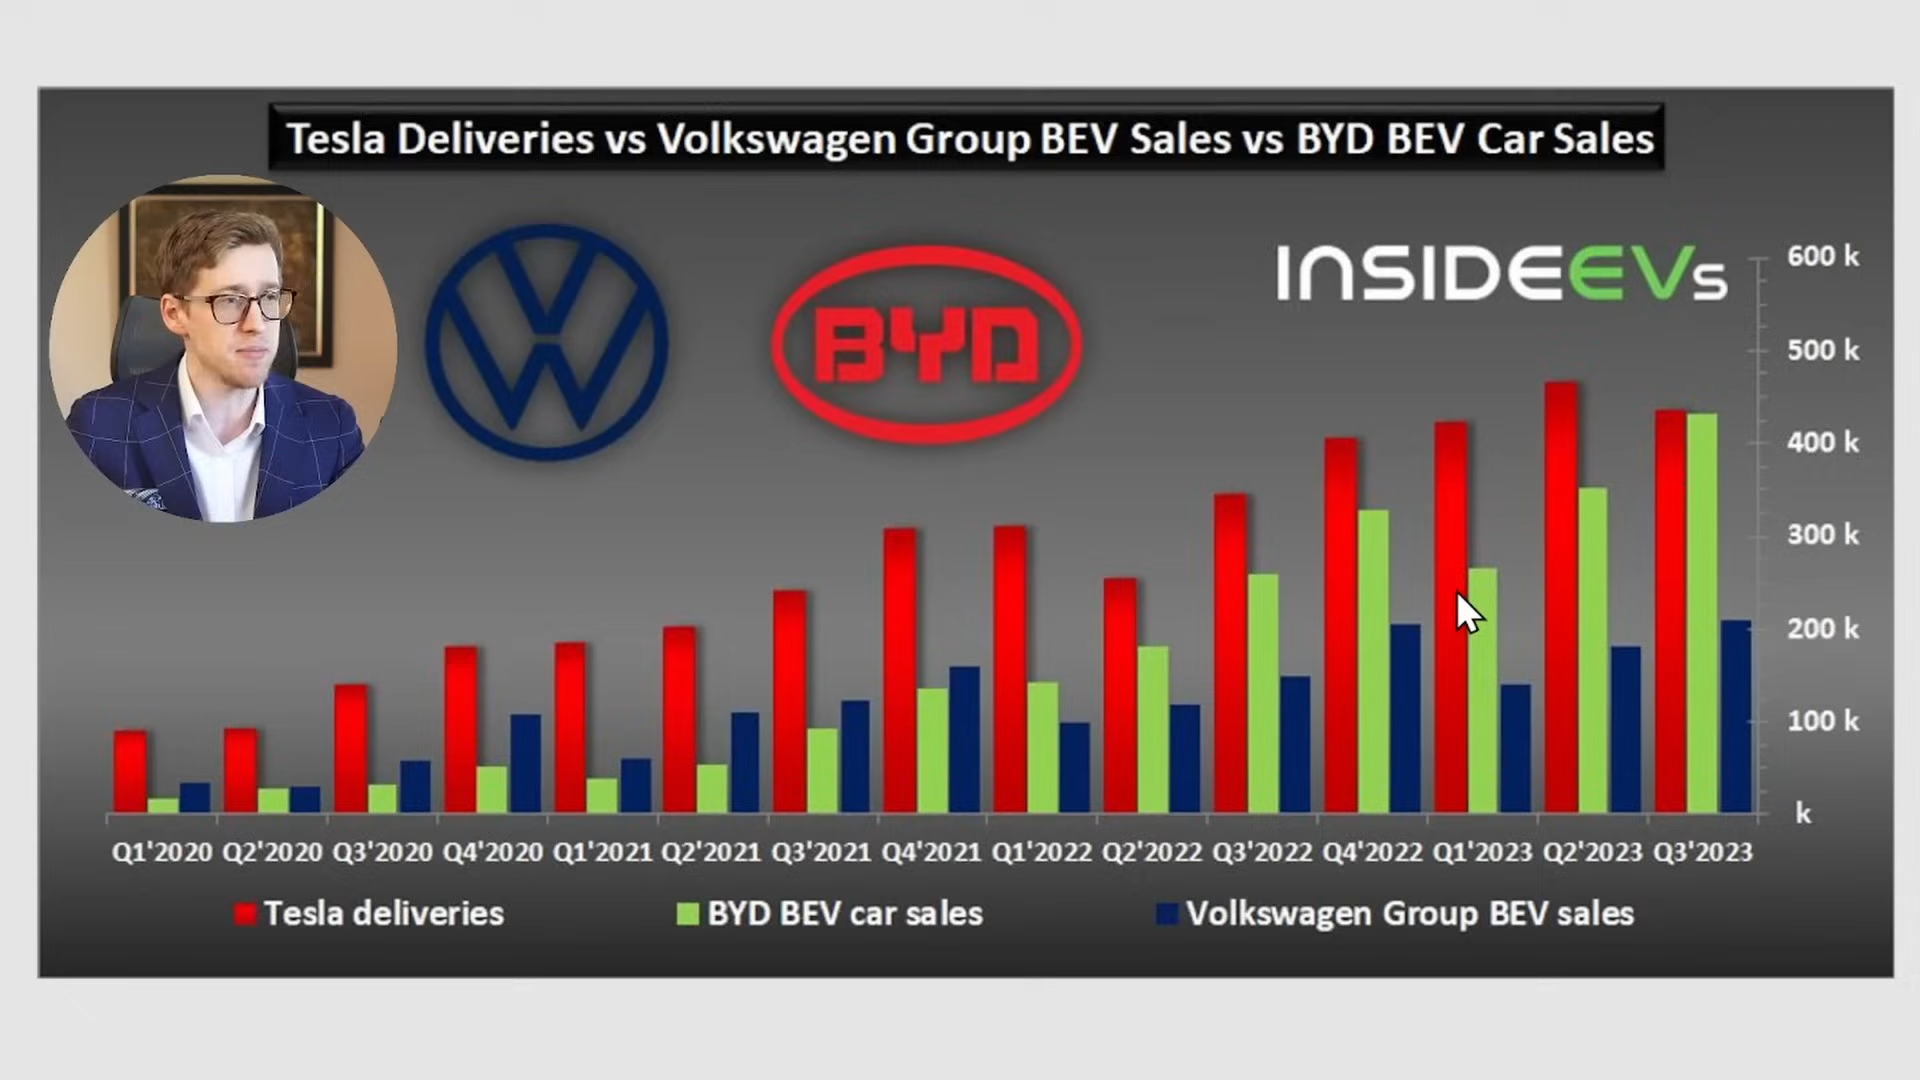 Tesla Deliveries vs Volkswagen Group BEV Sales vs BYD BEV Car Sales
BYD
INSIDEEVs
600 k
500 k
400 k
300 k
200 k
100 k
k
Q1'2020 Q2'2020 Q3'2020 Q4'2020 Q1'2021 Q2'2021 Q3'2021 Q4'2021 Q1'2022 Q2'2022 Q3'2022 Q4'2022 Q1'2023 Q2'2023 Q3'2023
Tesla deliveries BYD BEV car sales Volkswagen Group BEV sales